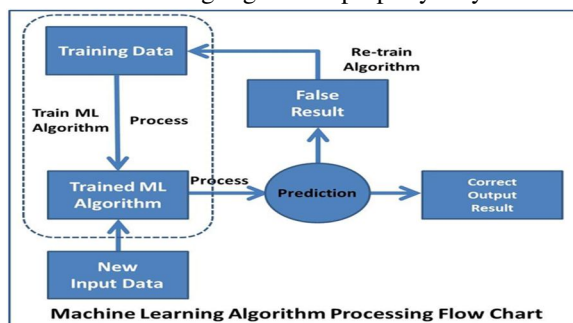 Training Data
Re-train
Algorithm
False
Result
Train ML
Algorithm
Process
Trained ML
Algorithm
Process
Prediction
Correct
Output
Result
New
Input Data
Machine Learning Algorithm Processing Flow Chart